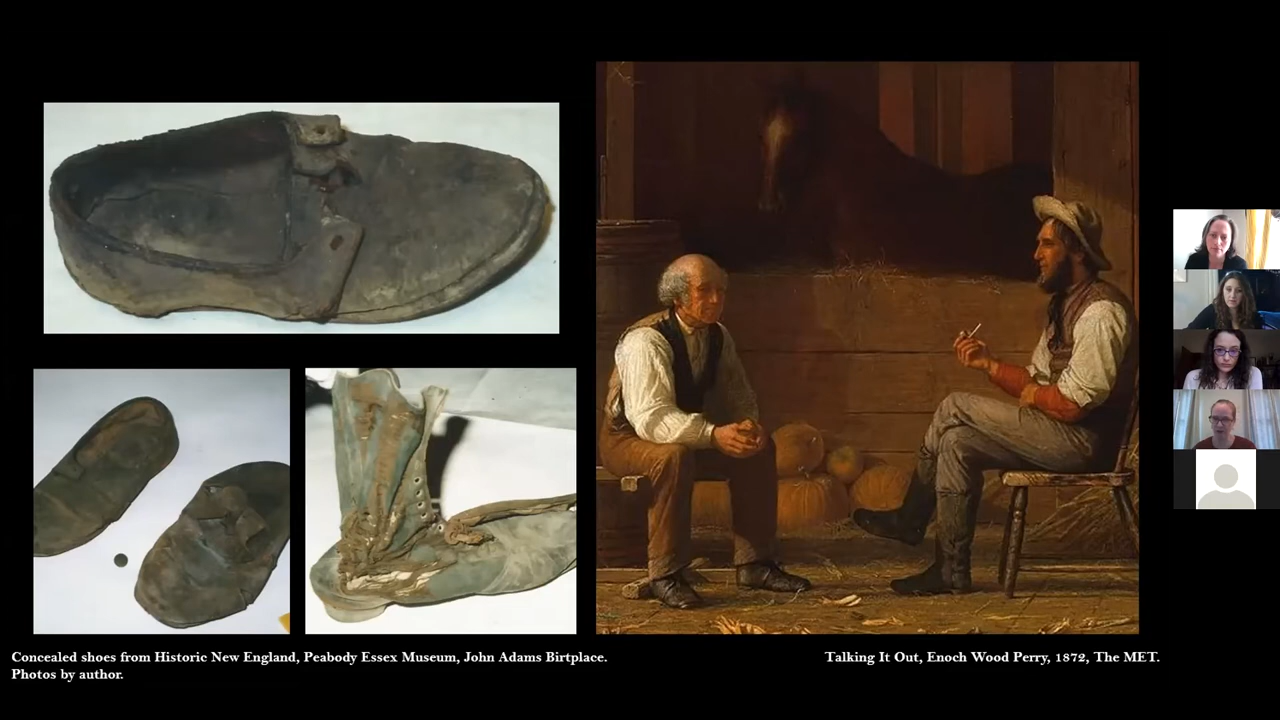 Concealed shoes from Historic New England, Peabody Essex Museum, John Adams Birtplace.
Photos by author.
Talking It Out, Enoch Wood Perry, 1872, The MET.